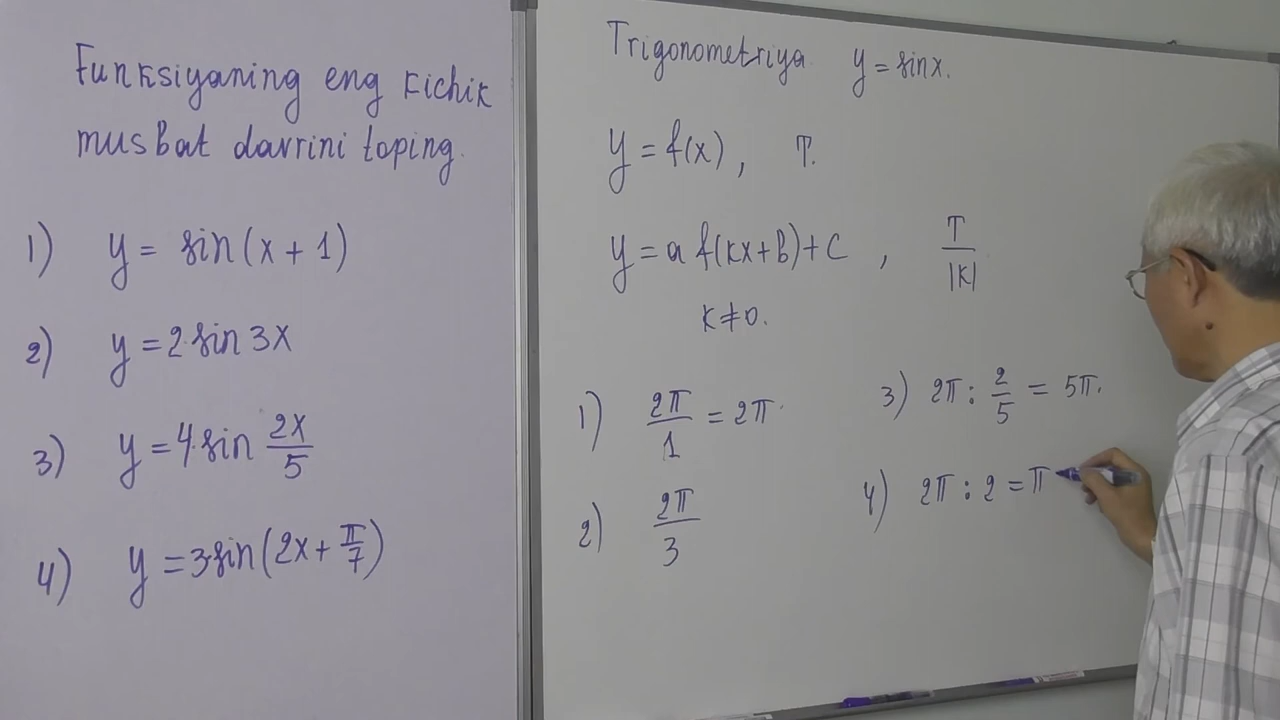 Funksiyaning eng kichik
musbat davrini toping.
1) y = sin(x + 1)
2) y = 2·sin 3x
3) y = 4·sin 2x/5
4) y = 3·sin(2x + π/7)
Trigonometriya y = sin x.
y = f(x), T.
y = a f(kx+b)+c, T/|k|
k≠0.
1) 2π/1 = 2π
2) 2π/3
3) 2π : 2/5 = 5π.
4) 2π : 2 = π